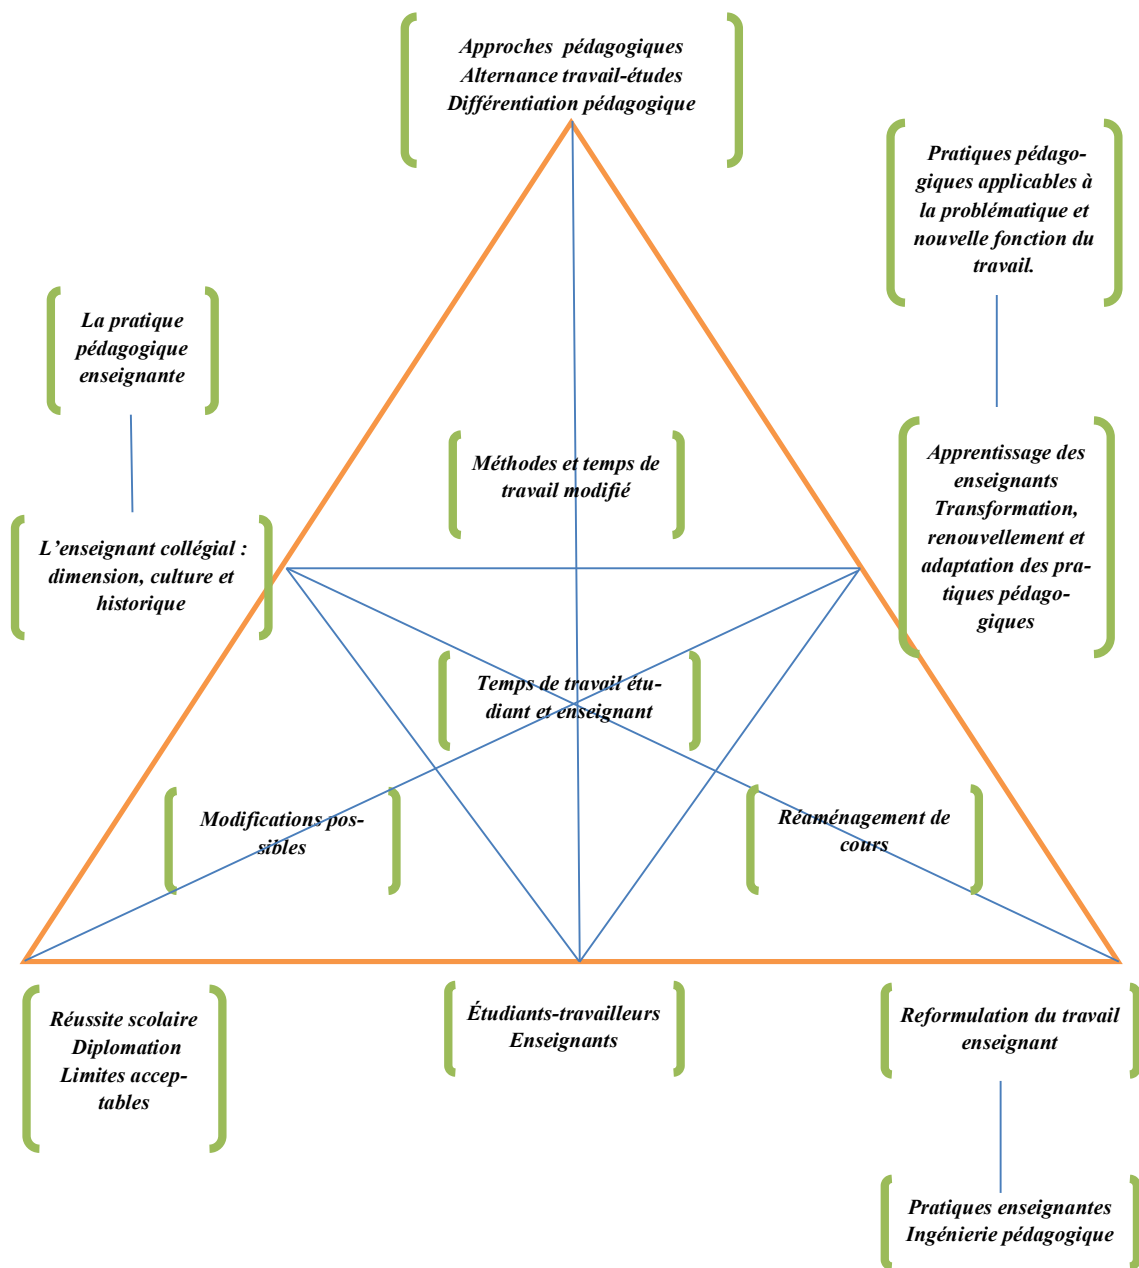 Approches  pédagogiques
Alternance travail-études
Différentiation pédagogique
Pratiques pédago-
giques applicables à
la problématique et
nouvelle fonction du
travail.
La pratique
pédagogique
enseignante
Méthodes et temps de
travail modifié
Apprentissage des
enseignants
Transformation,
renouvellement et
adaptation des pra-
tiques pédago-
giques
L’enseignant collégial :
dimension, culture et
historique
Temps de travail étu-
diant et enseignant
Modifications pos-
sibles
Réaménagement de
cours
Réussite scolaire
Diplomation
Limites accep-
tables
Étudiants-travailleurs
Enseignants
Reformulation du travail
enseignant
Pratiques enseignantes
Ingénierie pédagogique